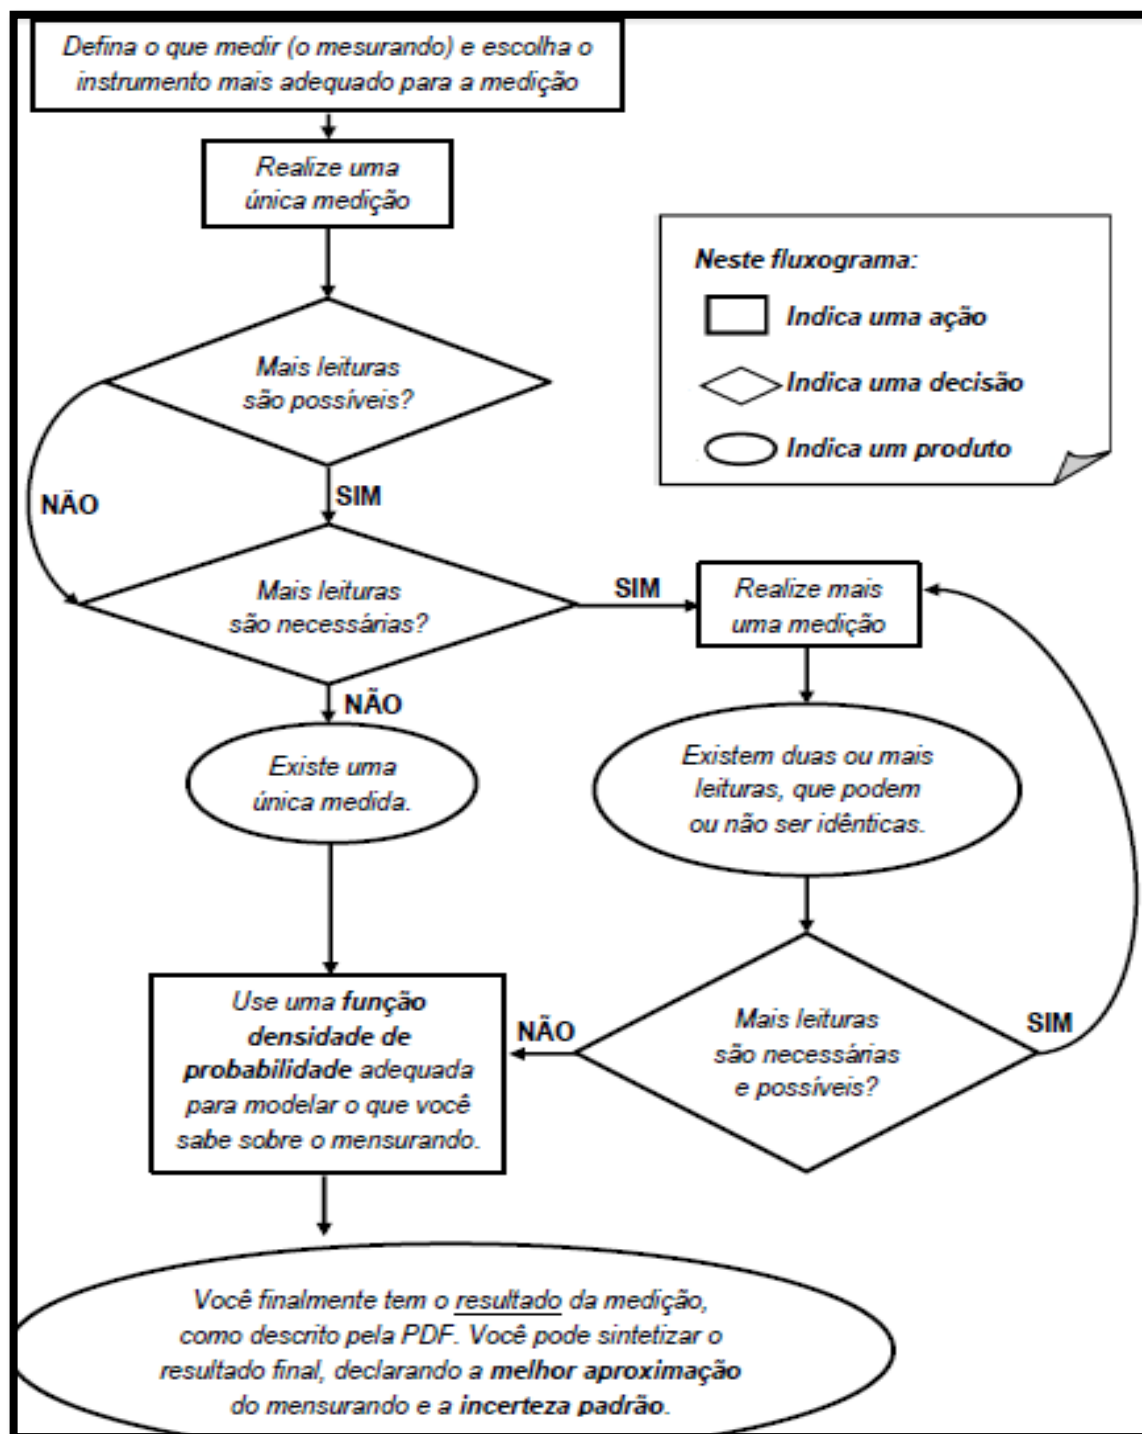 Defina o que medir (o mesurando) e escolha o
instrumento mais adequado para a medição
Realize uma
única medição
Neste fluxograma:
Indica uma ação
Indica uma decisão
Indica um produto
Mais leituras
são possíveis?
NÃO
SIM
Mais leituras
são necessárias?
SIM
Realize mais
uma medição
NÃO
Existe uma
única medida.
Existem duas ou mais
leituras, que podem
ou não ser idênticas.
Use uma função
densidade de
probabilidade adequada
para modelar o que você
sabe sobre o mensurando.
NÃO
Mais leituras
são necessárias
e possíveis?
SIM
Você finalmente tem o resultado da medição,
como descrito pela PDF. Você pode sintetizar o
resultado final, declarando a melhor aproximação
do mensurando e a incerteza padrão.